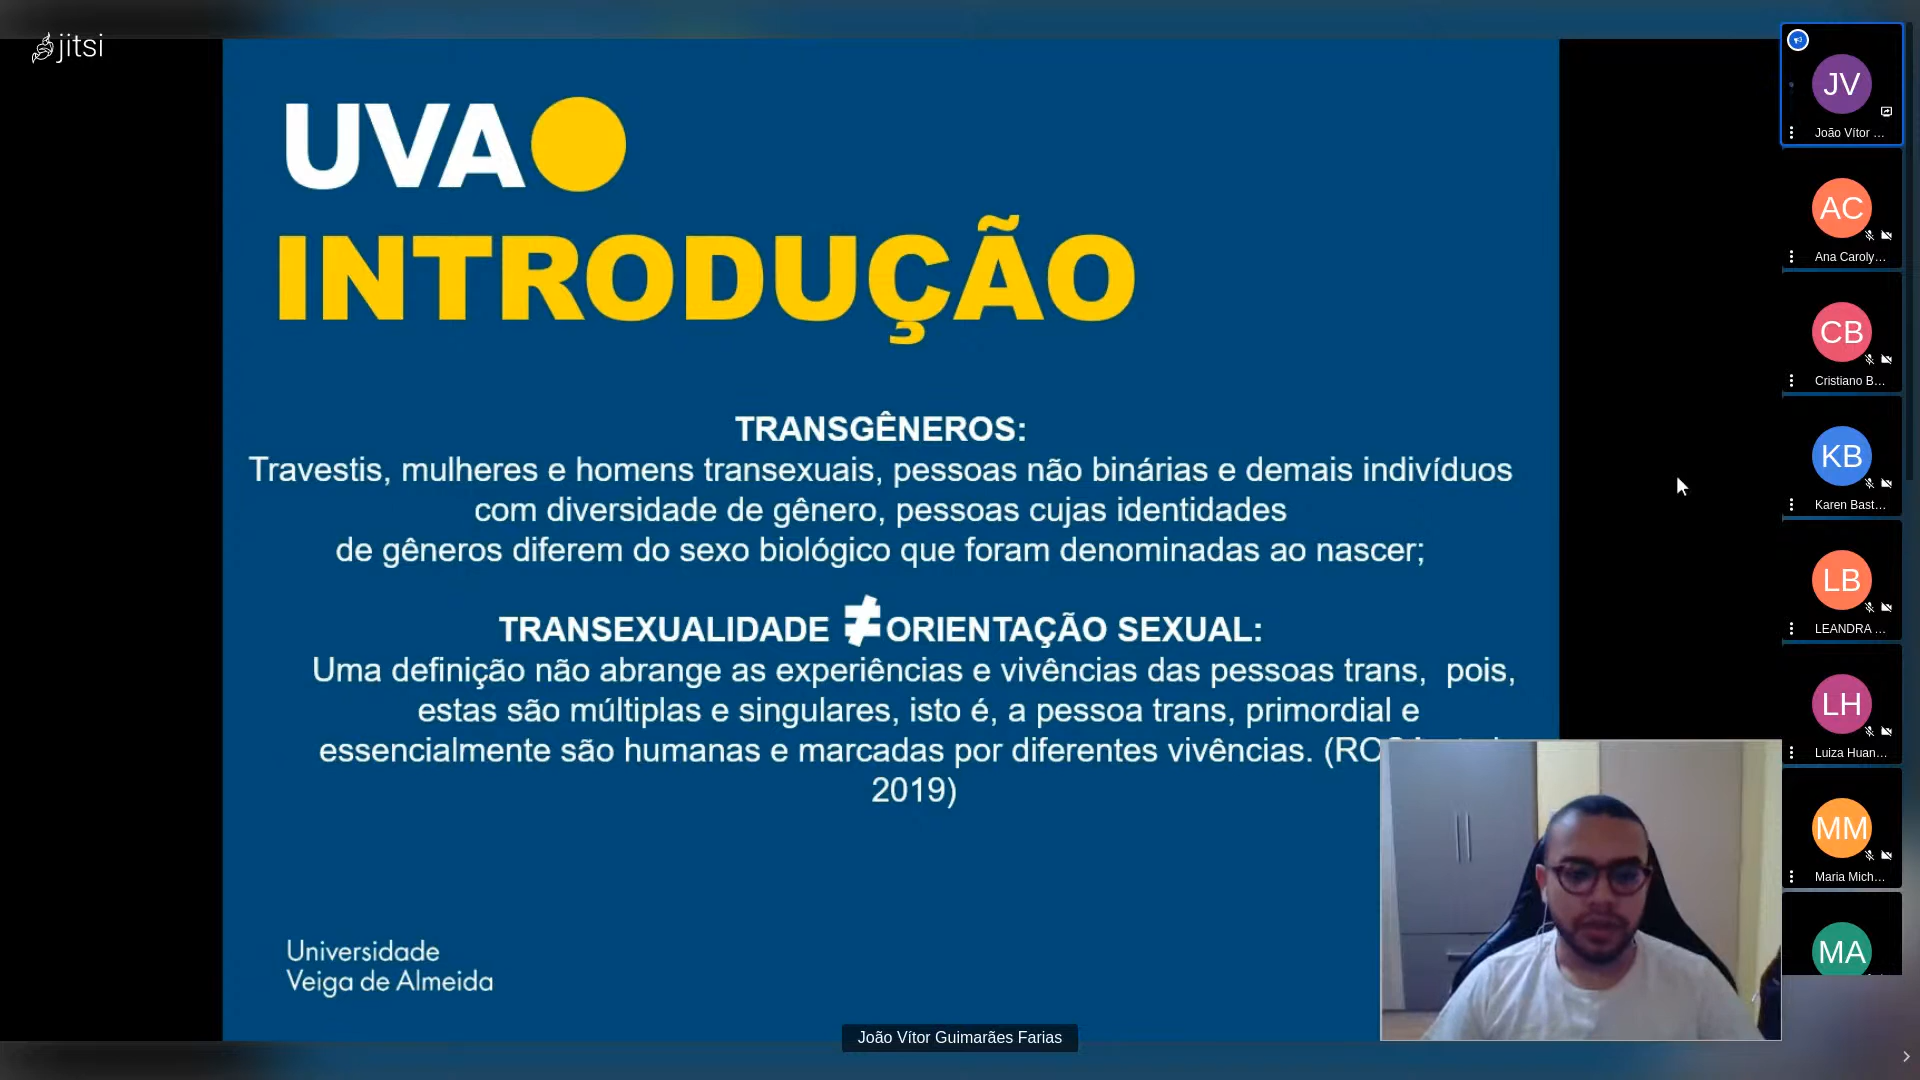 jitsi
UVA
INTRODUÇÃO
TRANSGÊNEROS:
Travestis, mulheres e homens transexuais, pessoas não binárias e demais indivíduos
com diversidade de gênero, pessoas cujas identidades
de gêneros diferem do sexo biológico que foram denominadas ao nascer;
TRANSEXUALIDADE ≠ ORIENTAÇÃO SEXUAL:
Uma definição não abrange as experiências e vivências das pessoas trans, pois,
estas são múltiplas e singulares, isto é, a pessoa trans, primordial e
essencialmente são humanas e marcadas por diferentes vivências.
2019)
Universidade
Veiga de Almeida
João Vítor Guimarães Farias
JV
João Vítor ...
AC
Ana Caroly...
CB
Cristiano B...
KB
Karen Bast...
LB
LEANDRA ...
LH
Luiza Huan...
MM
Maria Mich...
MA